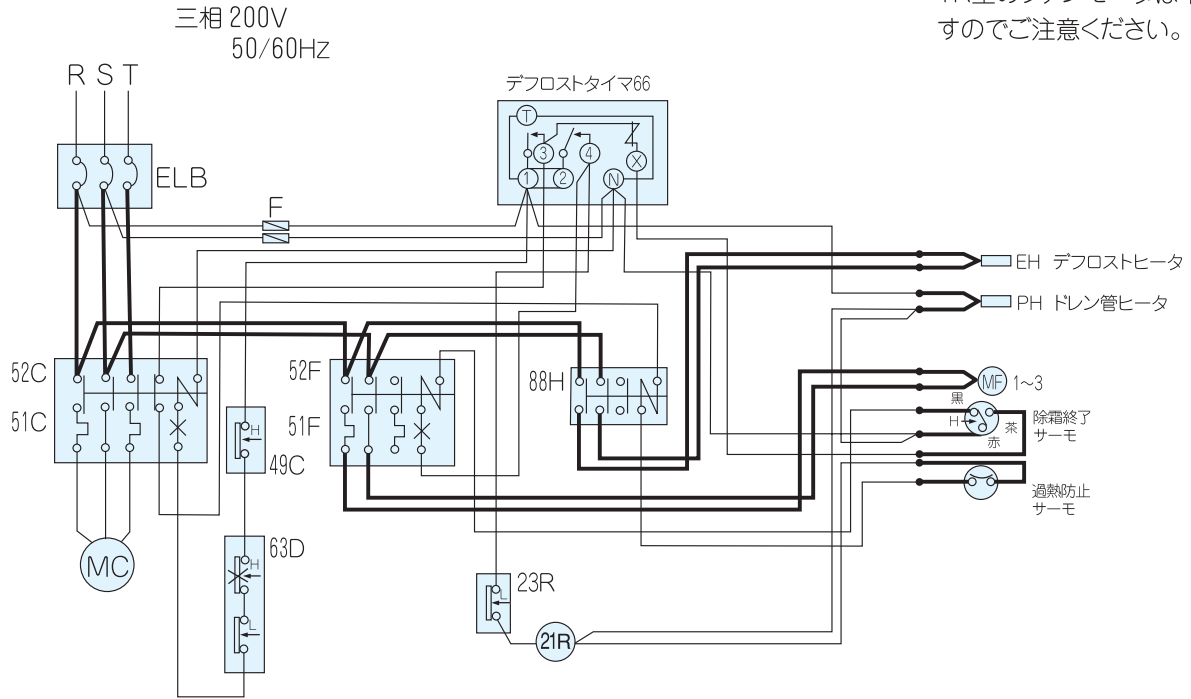 三相 200V
50/60Hz
すのでご注意ください。
R S T
デフロストタイマ66
T
3
4
X
1
2
N
ELB
F
EH デフロストヒータ
PH ドレン管ヒータ
52C
52F
88H
MF 1~3
51C
51F
黒
H
茶
赤
除霜終了
サーモ
H
49C
過熱防止
サーモ
MC
63D
H
L
23R
L
21R